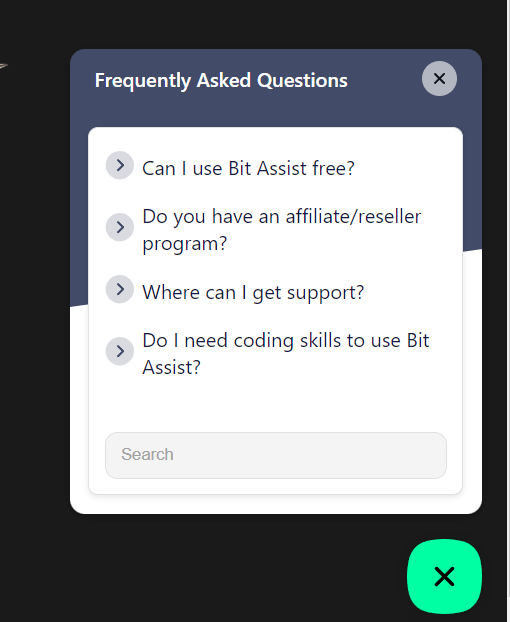 Frequently Asked Questions
Can I use Bit Assist free?
Do you have an affiliate/reseller
program?
Where can I get support?
Do I need coding skills to use Bit
Assist?
Search